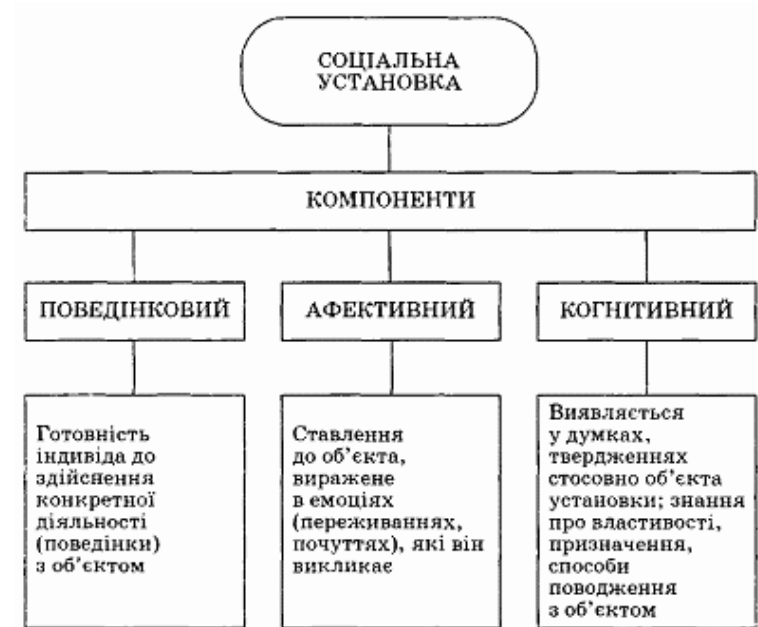 СОЦІАЛЬНА
УСТАНОВКА
КОМПОНЕНТИ
ПОВЕДІНКОВИЙ
АФЕКТИВНИЙ
КОГНІТИВНИЙ
Готовність
індивіда до
здійснення
конкретної
діяльності
(поведінки)
з об’єктом
Ставлення
до об’єкта,
виражене
в емоціях
(переживаннях,
почуттях), які він
викликає
Виявляється
у думках,
твердженнях
стосовно об’єкта
установки; знання
про властивості,
призначення,
способи
поводження
з об’єктом